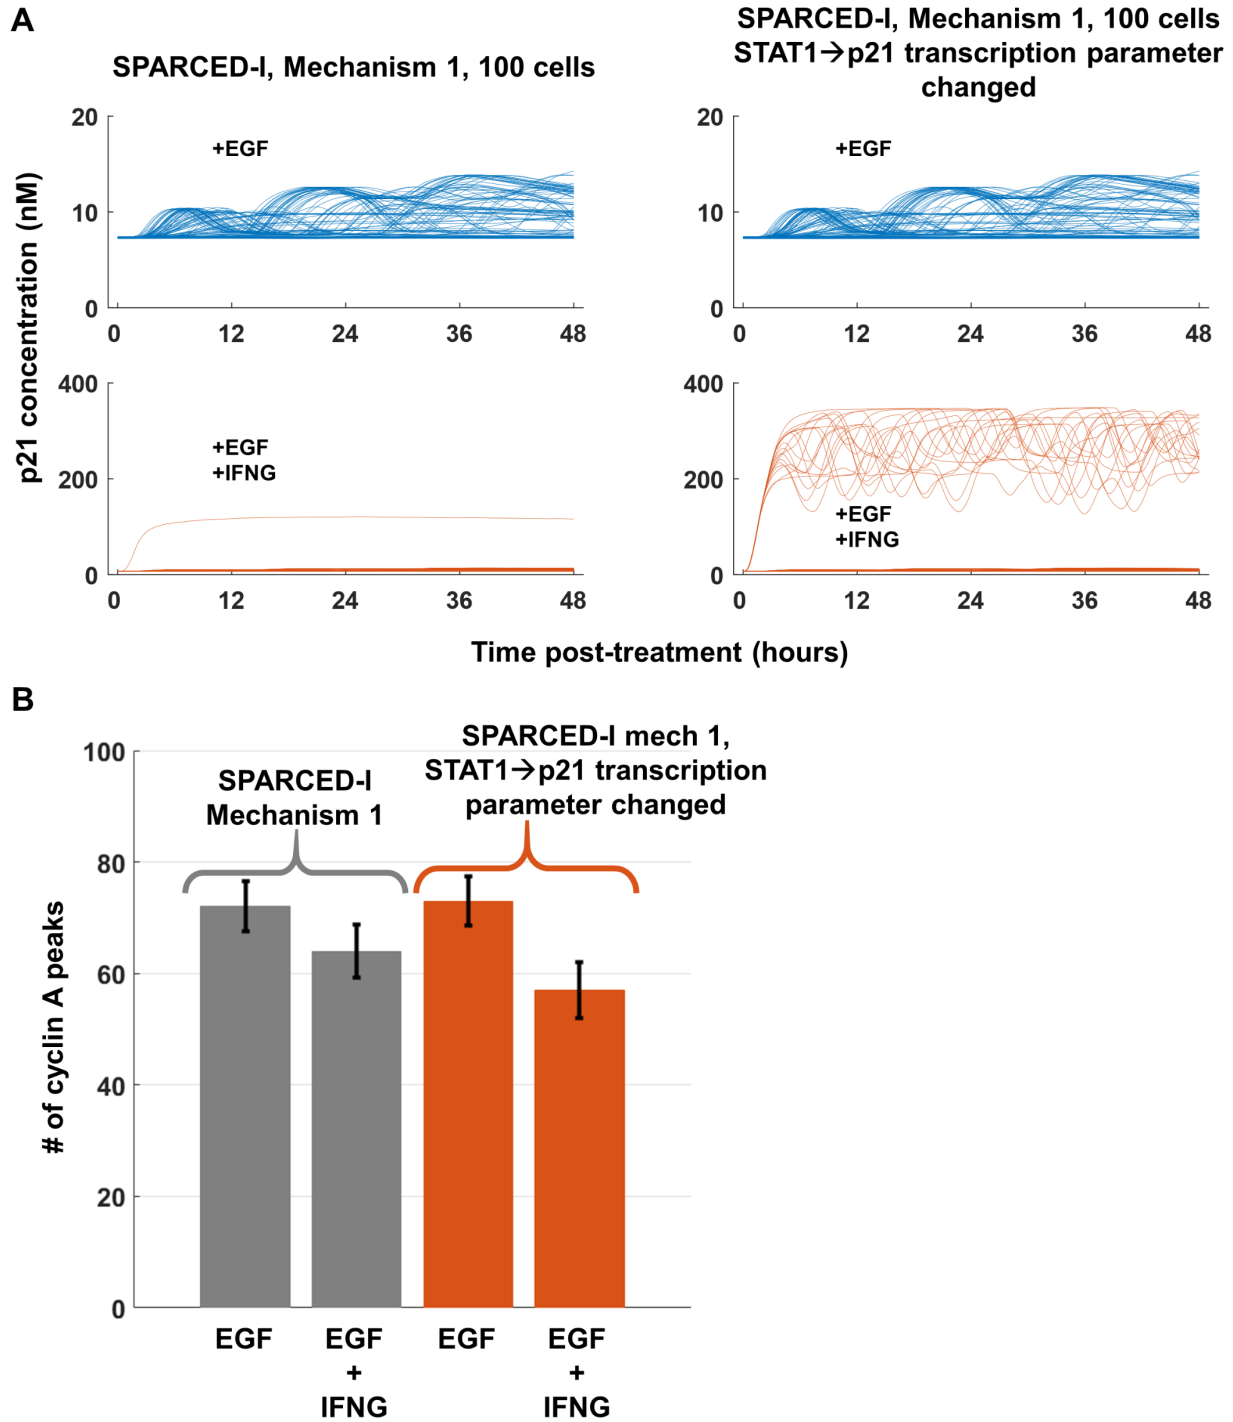 A
SPARCED-I, Mechanism 1, 100 cells
SPARCED-I, Mechanism 1, 100 cells
STAT1→p21 transcription parameter
changed
p21 concentration (nM)
20
10
0
+EGF
0 12 24 36 48
20
10
0
+EGF
0 12 24 36 48
400
200
0
+EGF
+IFNG
0 12 24 36 48
400
200
0
+EGF
+IFNG
0 12 24 36 48
Time post-treatment (hours)
B
SPARCED-I mech 1,
STAT1→p21 transcription
parameter changed
SPARCED-I
Mechanism 1
# of cyclin A peaks
100
80
60
40
20
0
EGF
EGF
+
IFNG
EGF
EGF
+
IFNG